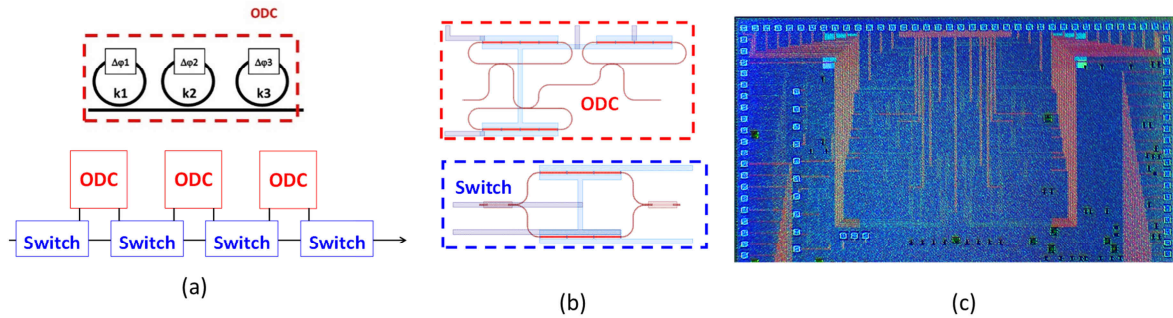 ODC
Δφ1 Δφ2 Δφ3
k1 k2 k3
ODC ODC ODC
Switch Switch Switch Switch
(a)
ODC
Switch
(b)
(c)